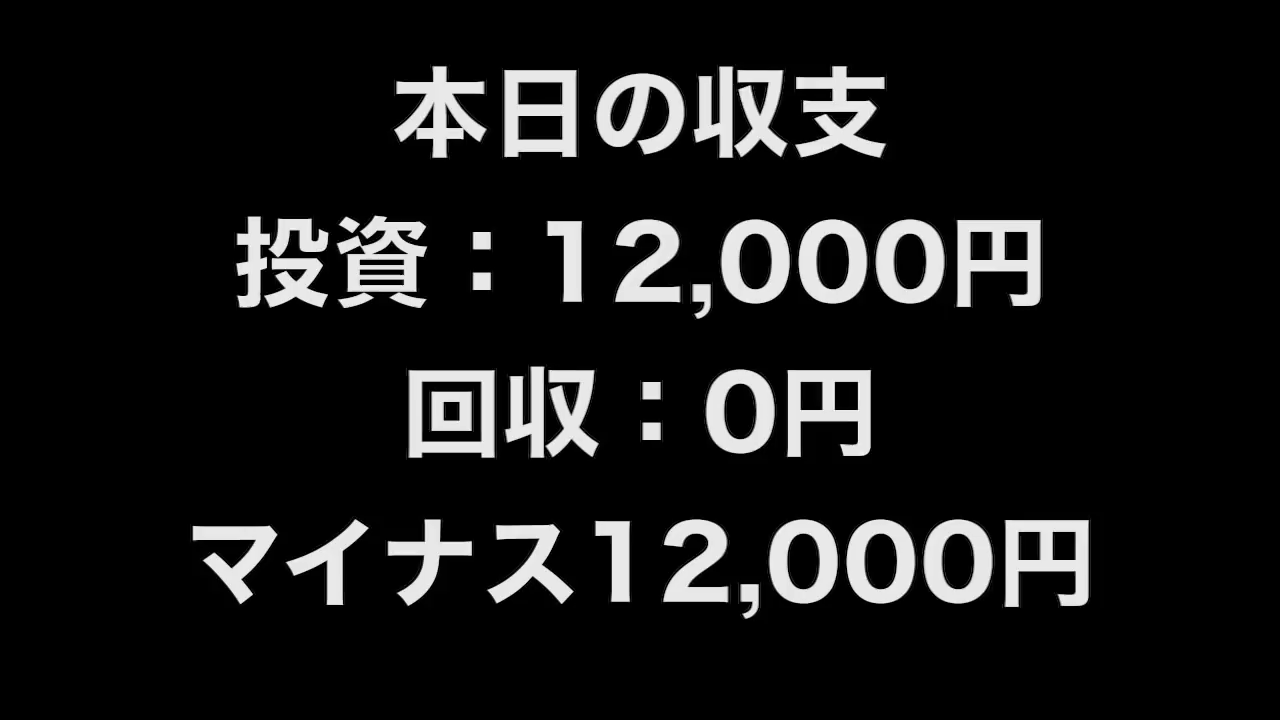 本日の収支
投資：12,000円
回収：0円
マイナス12,000円